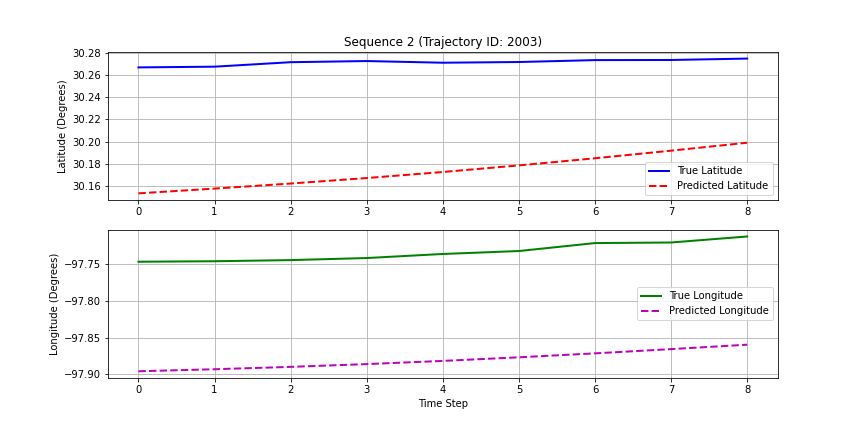 Sequence 2 (Trajectory ID: 2003)
Latitude (Degrees)
30.28
30.26
30.24
30.22
30.20
30.18
30.16
True Latitude
Predicted Latitude
0 1 2 3 4 5 6 7 8
Longitude (Degrees)
−97.75
−97.80
−97.85
−97.90
True Longitude
Predicted Longitude
0 1 2 3 4 5 6 7 8
Time Step